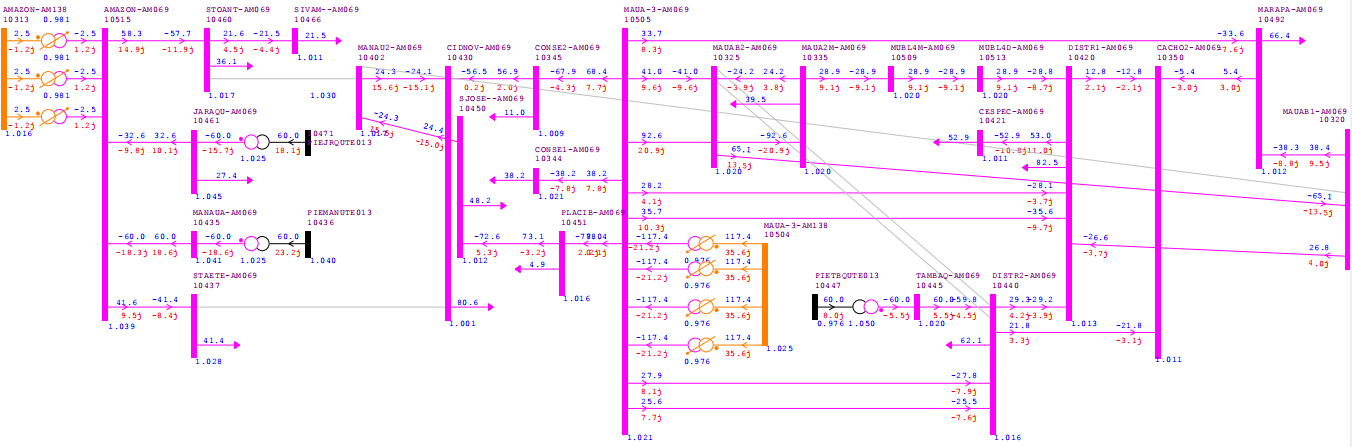 AMAZON-AM138
10313 0.981
2.5 -2.5
-1.2j 1.2j
0.981
2.5 -2.5
-1.2j 1.2j
0.981
2.5 -2.5
-1.2j 1.2j
1.016
AMAZON-AM069
10515
58.3 -57.7
14.9j -11.9j
-32.6 32.6
-9.8j 10.1j
-60.0 60.0
-18.3j 18.6j
41.6 -41.4
9.5j -8.4j
1.039
STOANT-AM069
10460
21.6 -21.5
4.5j -4.4j
36.1
1.017
SIVAM--AM069
10466
21.5
1.011
1.030
JARAQU-AM069
10461
-60.0 60.0
-15.7j 18.1j
1.025
27.4
1.045
10471
PIEJRQUTE013
MANAUA-AM069
10435
-60.0 60.0
-18.6j 23.2j
1.041 1.025
PIEMANUTE013
10436
1.040
STAETE-AM069
10437
41.4
1.028
MANAU2-AM069
10402
24.3 -24.1
15.6j -15.1j
-24.3 24.4
-15.0j
CIDNOV-AM069
10430
-56.5 56.9
0.2j 2.0j
80.6
1.001
SJOSE-AM069
10450
48.2
-72.6 73.1
5.3j -3.2j
1.012
CONSE2-AM069
10345
-67.9 68.4
-4.3j 7.7j
11.0
1.009
CONSE1-AM069
10344
38.2 -38.2 38.2
-7.8j 7.8j
1.021
PLACIB-AM069
10451
4.9
1.016
MAUA-3-AM069
10505
33.7 -33.6
8.3j -7.6j
41.0 -41.0
9.6j -9.6j
92.6 -92.6
20.9j -20.9j
28.2 -28.1
4.1j -3.7j
35.7 -35.6
10.3j -9.7j
-117.4 117.4
-21.2j 35.6j
0.976
-117.4 117.4
-21.2j 35.6j
0.976
-117.4 117.4
-21.2j 35.6j
0.976
-117.4 117.4
-21.2j 35.6j
0.976
27.9 -27.8
8.1j -7.9j
25.6 -25.5
7.7j -7.6j
1.021
MAUA-3-AM138
10504
1.025
MAUAB2-AM069
10325
-24.2 24.2
-3.9j 3.8j
39.5
65.1
13.5j
1.020
MAUA2M-AM069
10335
28.9 -28.9
9.1j -9.1j
1.020
MUBL4M-AM069
10509
28.9 -28.9
9.1j -9.1j
1.020
MUBL4D-AM069
10513
28.9 -28.8
9.1j -8.7j
1.020
CESPEC-AM069
10421
52.9 -52.9 53.0
1.011
DISTR1-AM069
10420
12.8 -12.8
2.1j -2.1j
82.5
-26.6 26.8
-3.7j 4.0j
1.013
CACHO2-AM069
10350
-5.4 5.4
-3.0j 3.0j
1.011
PIETBQUTE013
10447
60.0 -60.0
8.0j -5.5j
0.976 1.050
TAMBAQ-AM069
10445
60.0 -59.8
5.5j -4.5j
1.020
DISTR2-AM069
10440
29.3 -29.2
4.2j -3.9j
21.8 -21.8
3.3j -3.1j
62.1
1.016
MARAPA-AM069
10492
66.4
-38.3 38.4
-8.8j 9.5j
1.012
MAUAB1-AM069
10320
-65.1
-13.5j